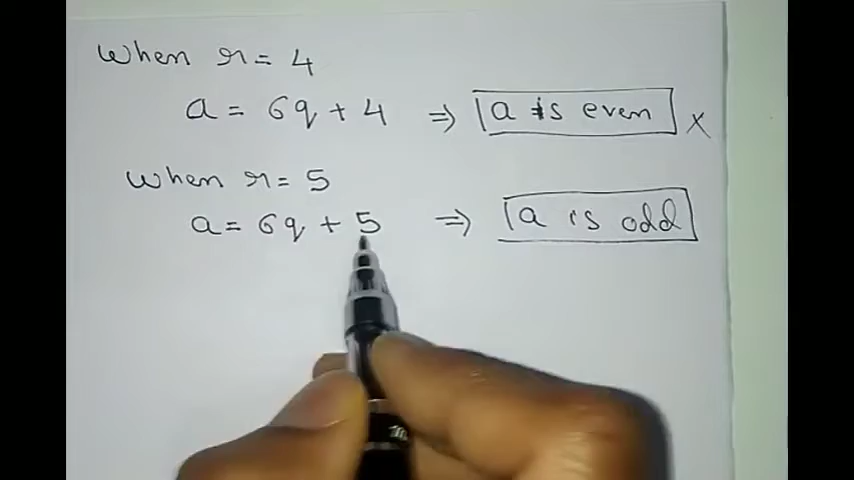 When r = 4
a = 6q + 4 ⇒ a is even ×
When r = 5
a = 6q + 5 ⇒ a is odd